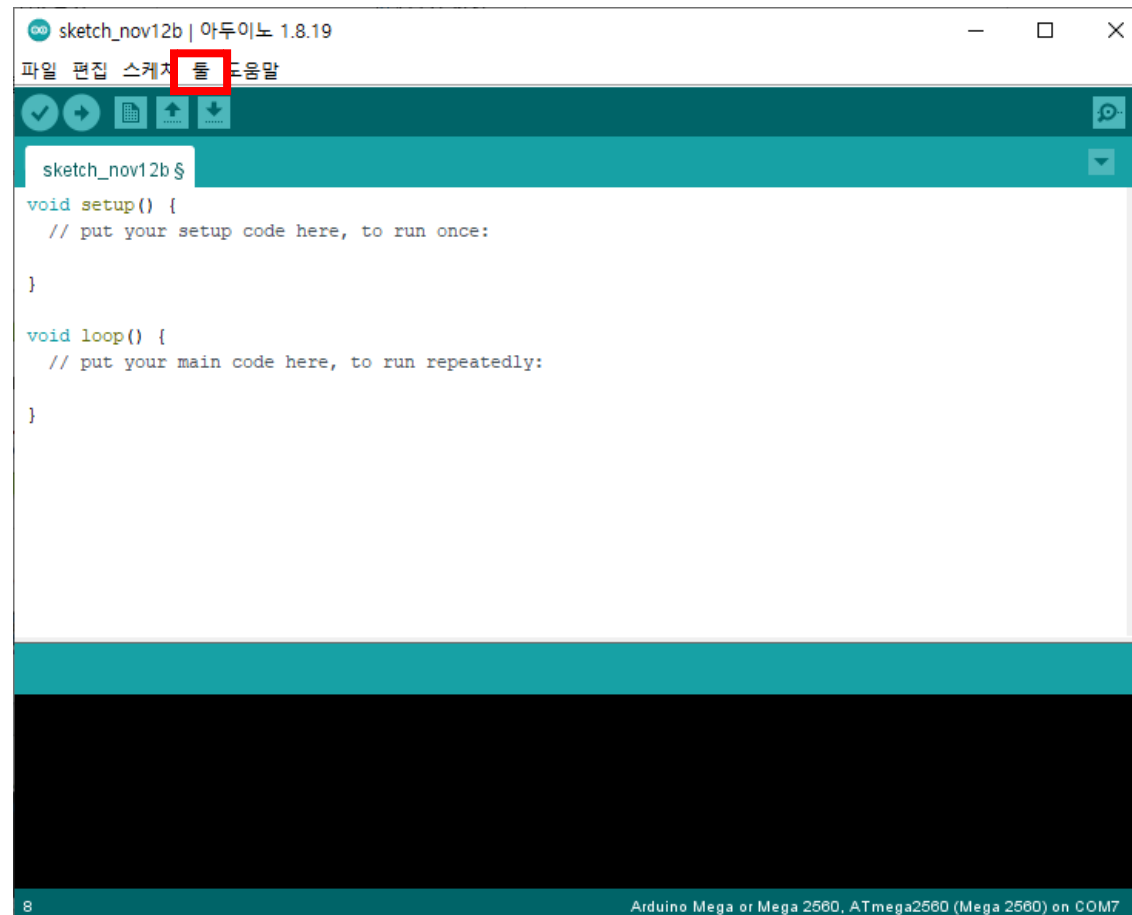 sketch_nov12b | 아두이노 1.8.19
파일 편집 스케치 툴 도움말
sketch_nov12b §
void setup() {
// put your setup code here, to run once:
}
void loop() {
// put your main code here, to run repeatedly:
}
8 Arduino Mega or Mega 2560, ATmega2560 (Mega 2560) on COM7